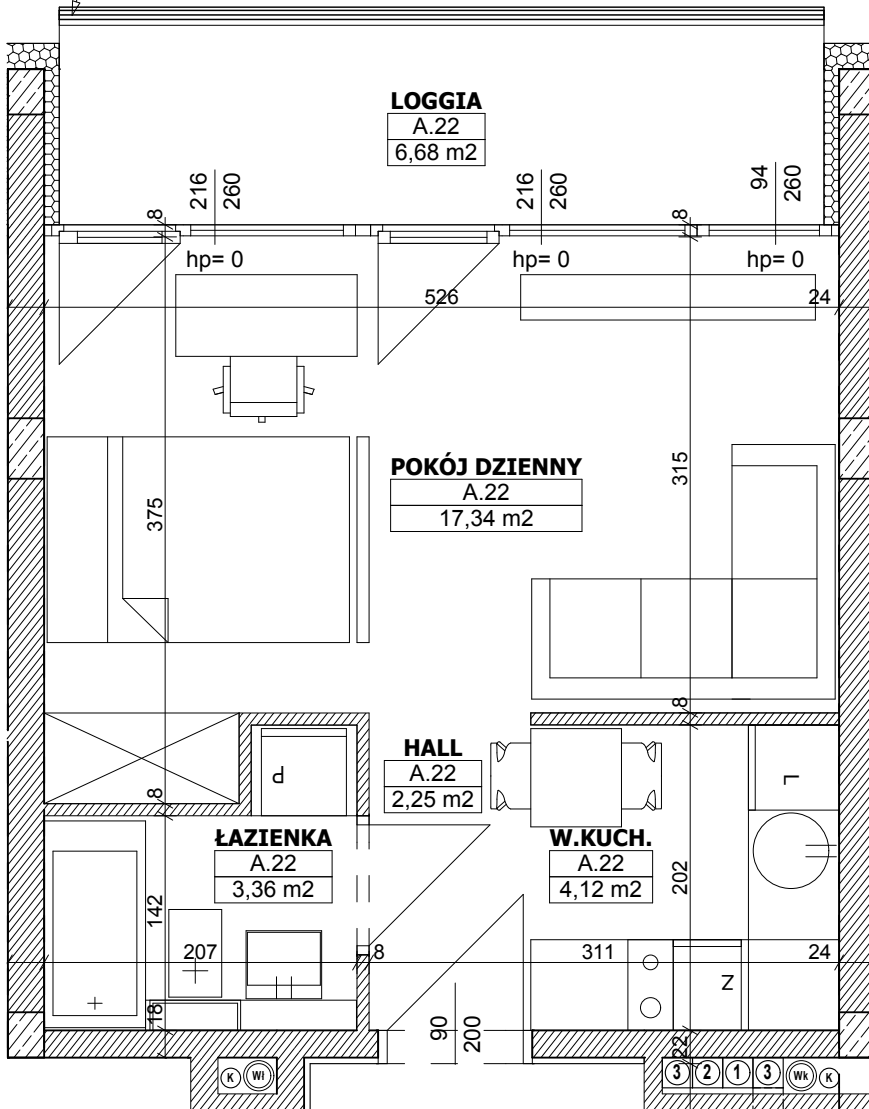 LOGGIA
A.22
6,68 m2
216
260
216
260
94
260
8
8
hp= 0
hp= 0
hp= 0
526
24
POKÓJ DZIENNY
A.22
17,34 m2
375
315
8
8
HALL
A.22
2,25 m2
P
L
ŁAZIENKA
A.22
3,36 m2
W.KUCH.
A.22
4,12 m2
142
202
207
8
311
24
Z
18
90
200
22
K
Wł
3
2
1
3
Wk
K